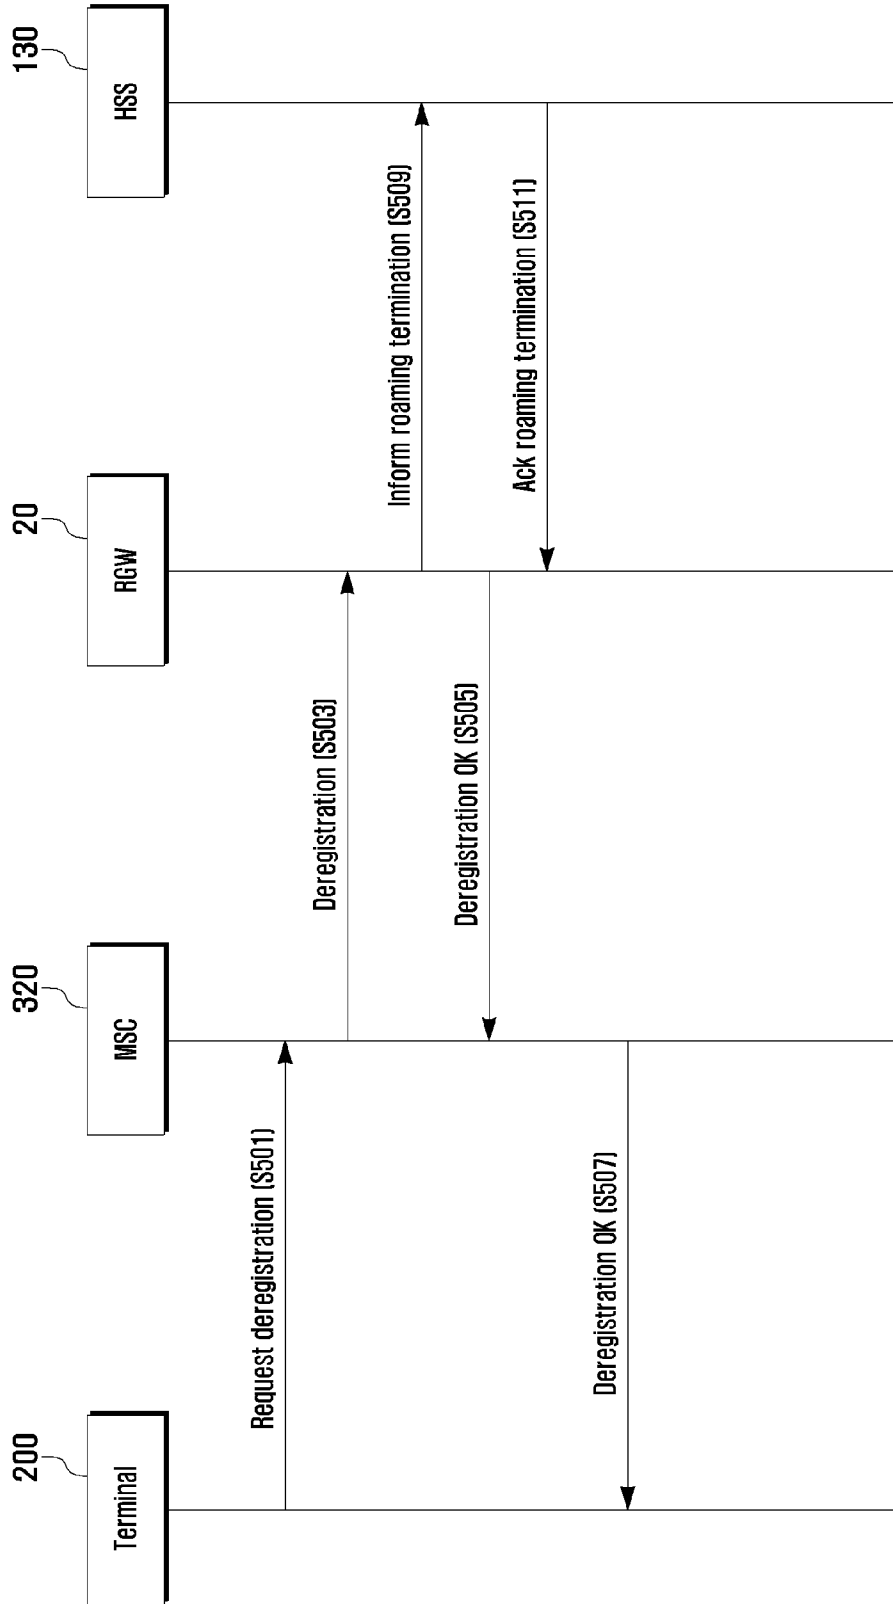 200
320
20
130
Terminal
MSC
RGW
HSS
Request deregistration (S501)
Deregistration (S503)
Inform roaming termination (S509)
Deregistration OK (S505)
Ack roaming termination (S511)
Deregistration OK (S507)